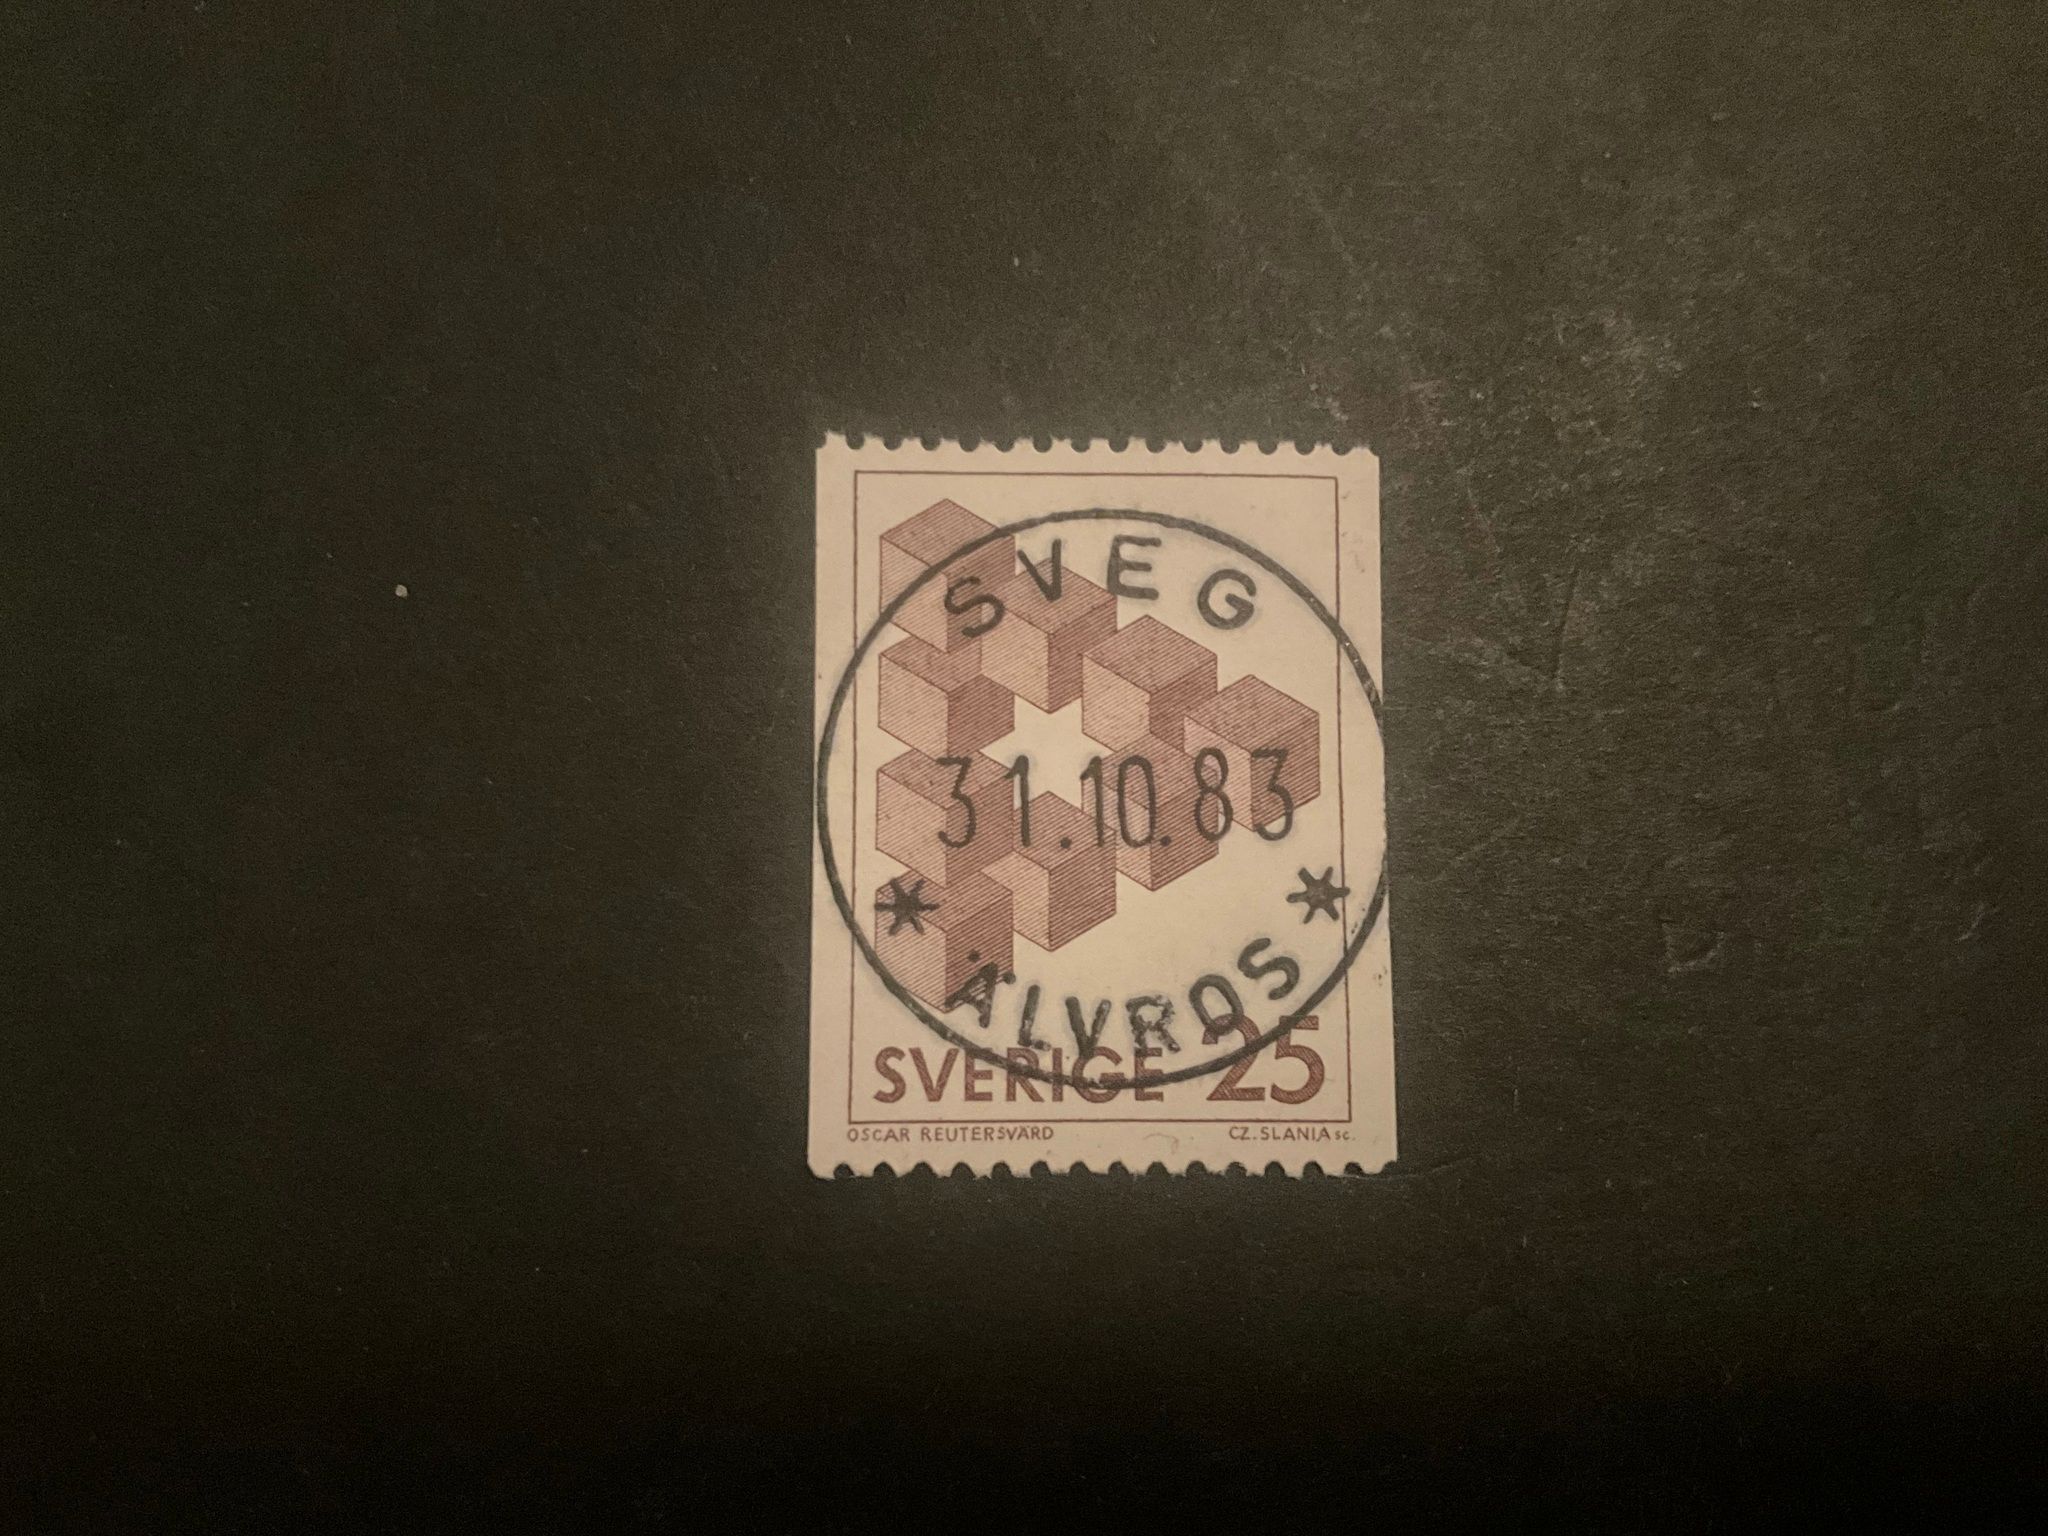 SVEG
31.10.83
* ÄLVROS *
SVERIGE 25
OSCAR REUTERSVÄRD CZ.SLANIA sc.